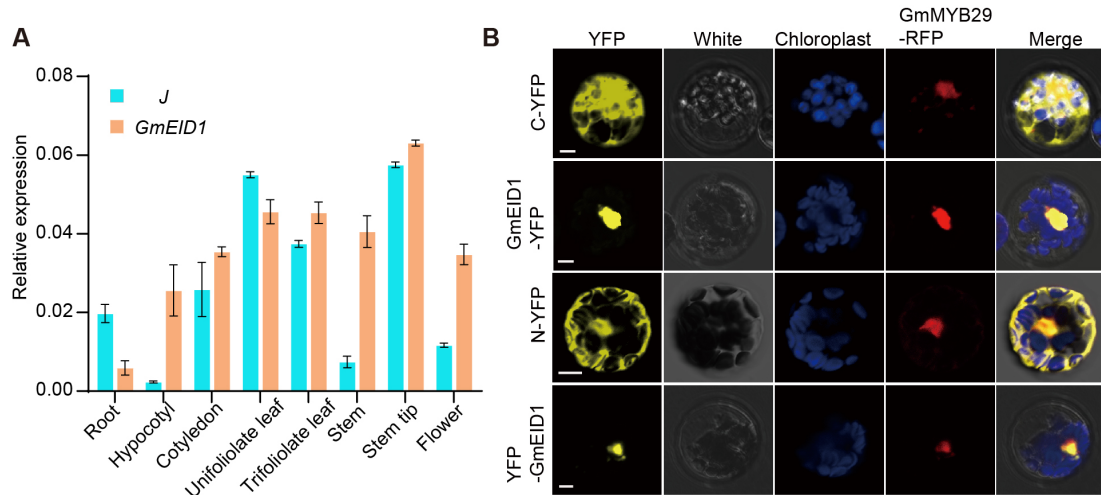 A
Relative expression
0.08
0.06
0.04
0.02
0.00
J
GmEID1
Root
Hypocotyl
Cotyledon
Unifoliolate leaf
Trifoliolate leaf
Stem
Stem tip
Flower
B
YFP
White
Chloroplast
GmMYB29
-RFP
Merge
C-YFP
GmEID1
-YFP
N-YFP
YFP
-GmEID1